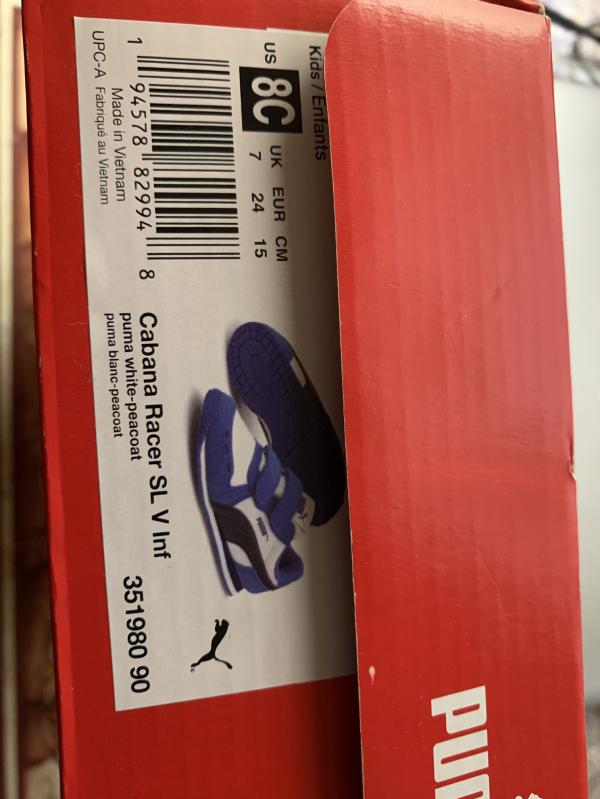 Kids / Enfants
US UK EUR CM
8C 7 24 15
1 94578 82994 8
UPC-A Made in Vietnam
Fabriqué au Vietnam
Cabana Racer SL V Inf
puma white-peacoat
puma blanc-peacoat
351980 90
PUMA
PUM